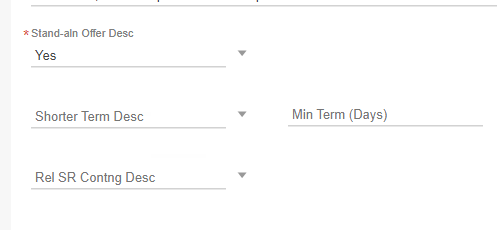 * Stand-aln Offer Desc
Yes
Shorter Term Desc
Min Term (Days)
Rel SR Contng Desc